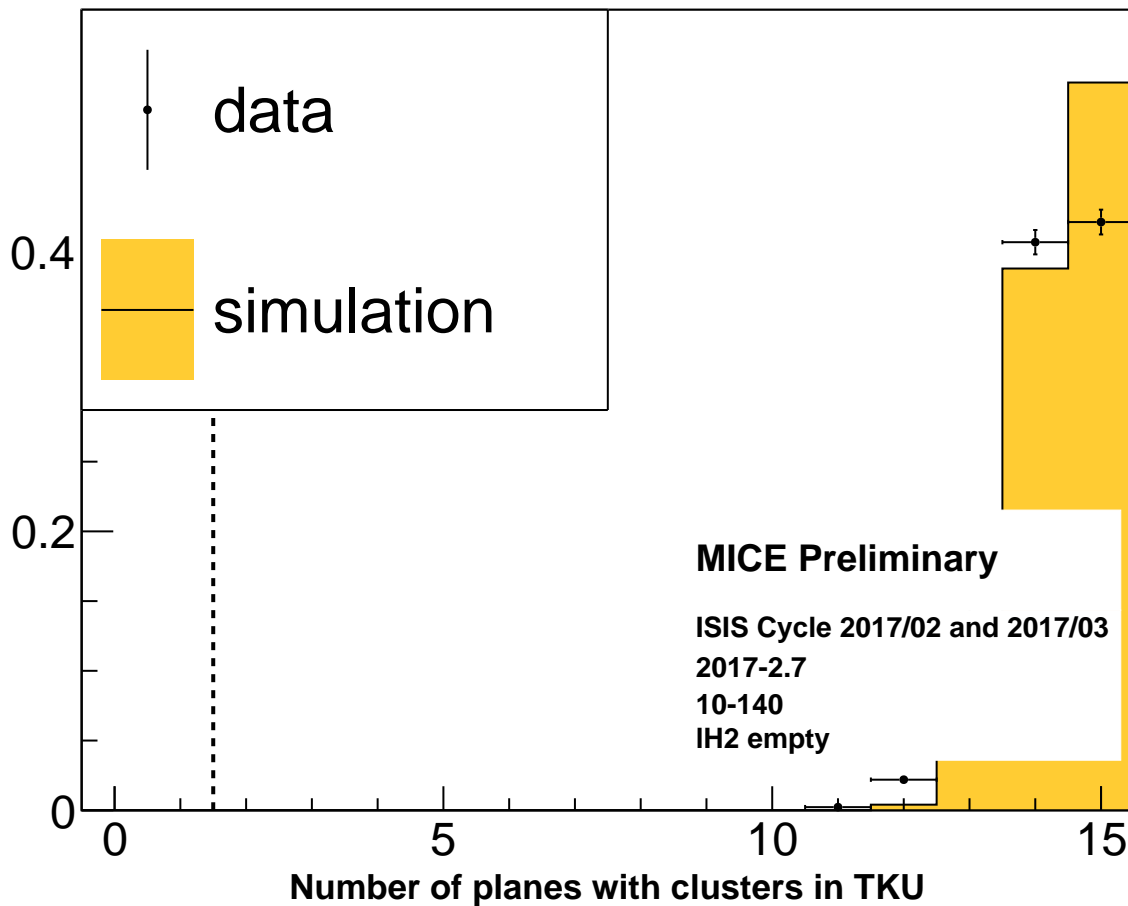 data
simulation
0.4
0.2
0
MICE Preliminary
ISIS Cycle 2017/02 and 2017/03
2017-2.7
10-140
lH2 empty
0 5 10 15
Number of planes with clusters in TKU